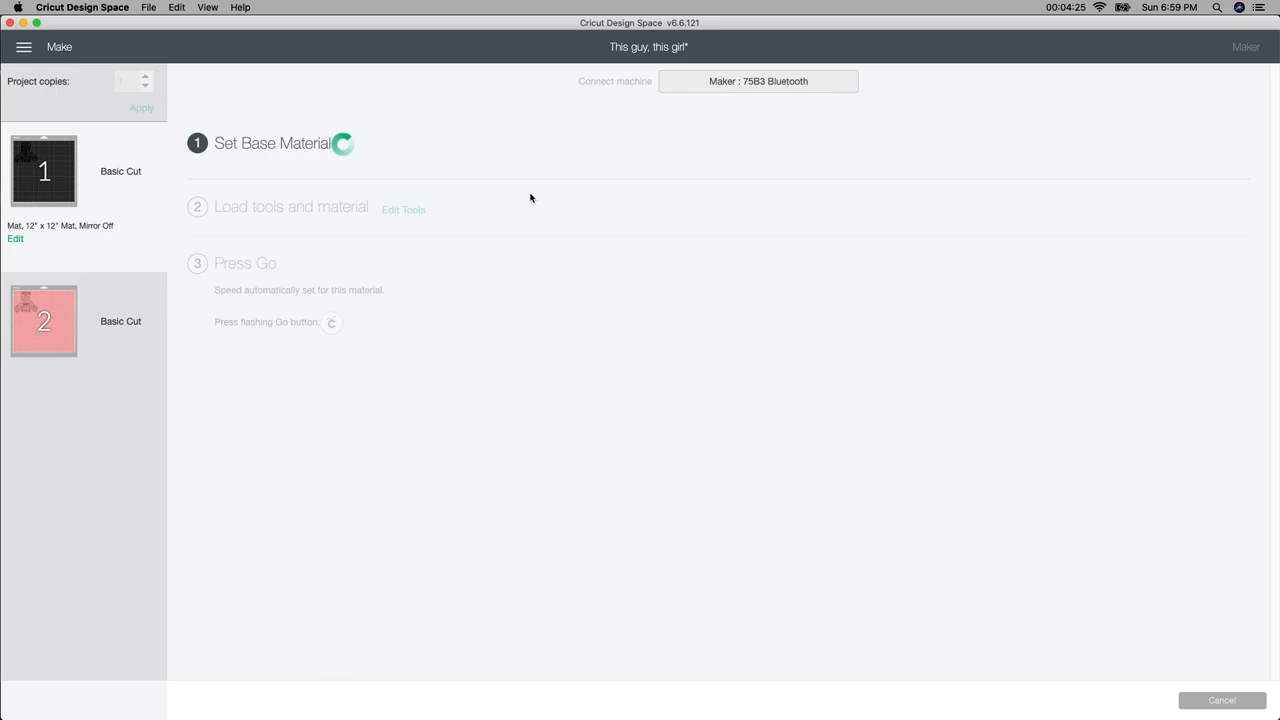 Cricut Design Space File Edit View Help 00:04:25 Sun 6:59 PM
Cricut Design Space v6.6.121
Make This guy, this girl* Maker
Project copies: 1
Apply
Connect machine Maker : 75B3 Bluetooth
1 Set Base Material
1 Basic Cut
Mat, 12" x 12" Mat, Mirror Off
Edit
2 Load tools and material Edit Tools
3 Press Go
Speed automatically set for this material.
Press flashing Go button.
2 Basic Cut
Cancel